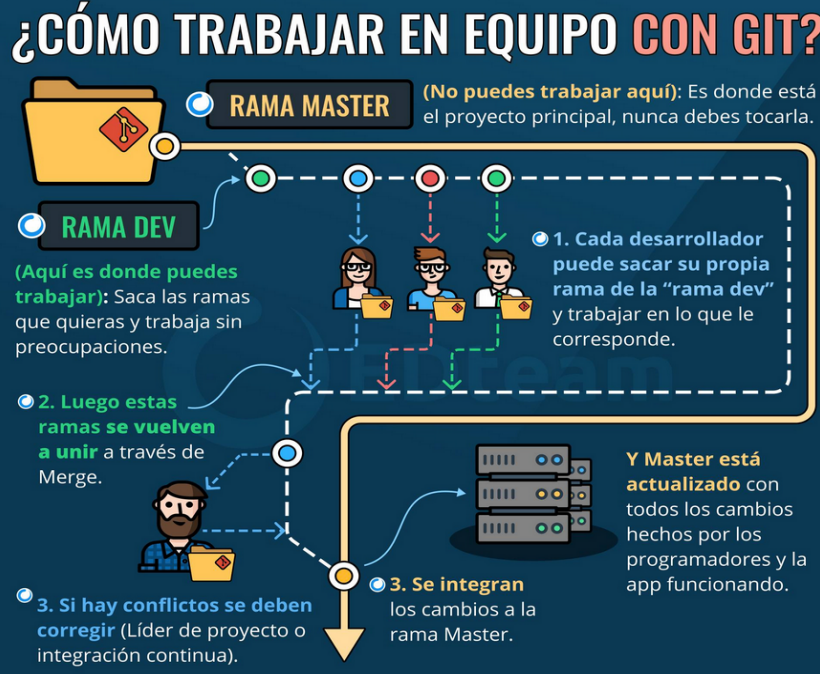 ¿CÓMO TRABAJAR EN EQUIPO CON GIT?
RAMA MASTER
(No puedes trabajar aquí): Es donde está
el proyecto principal, nunca debes tocarla.
RAMA DEV
(Aquí es donde puedes
trabajar): Saca las ramas
que quieras y trabaja sin
preocupaciones.
1. Cada desarrollador
puede sacar su propia
rama de la “rama dev”
y trabajar en lo que le
corresponde.
EDteam
2. Luego estas
ramas se vuelven
a unir a través de
Merge.
3. Si hay conflictos se deben
corregir (Líder de proyecto o
integración continua).
3. Se integran
los cambios a la
rama Master.
Y Master está
actualizado con
todos los cambios
hechos por los
programadores y la
app funcionando.